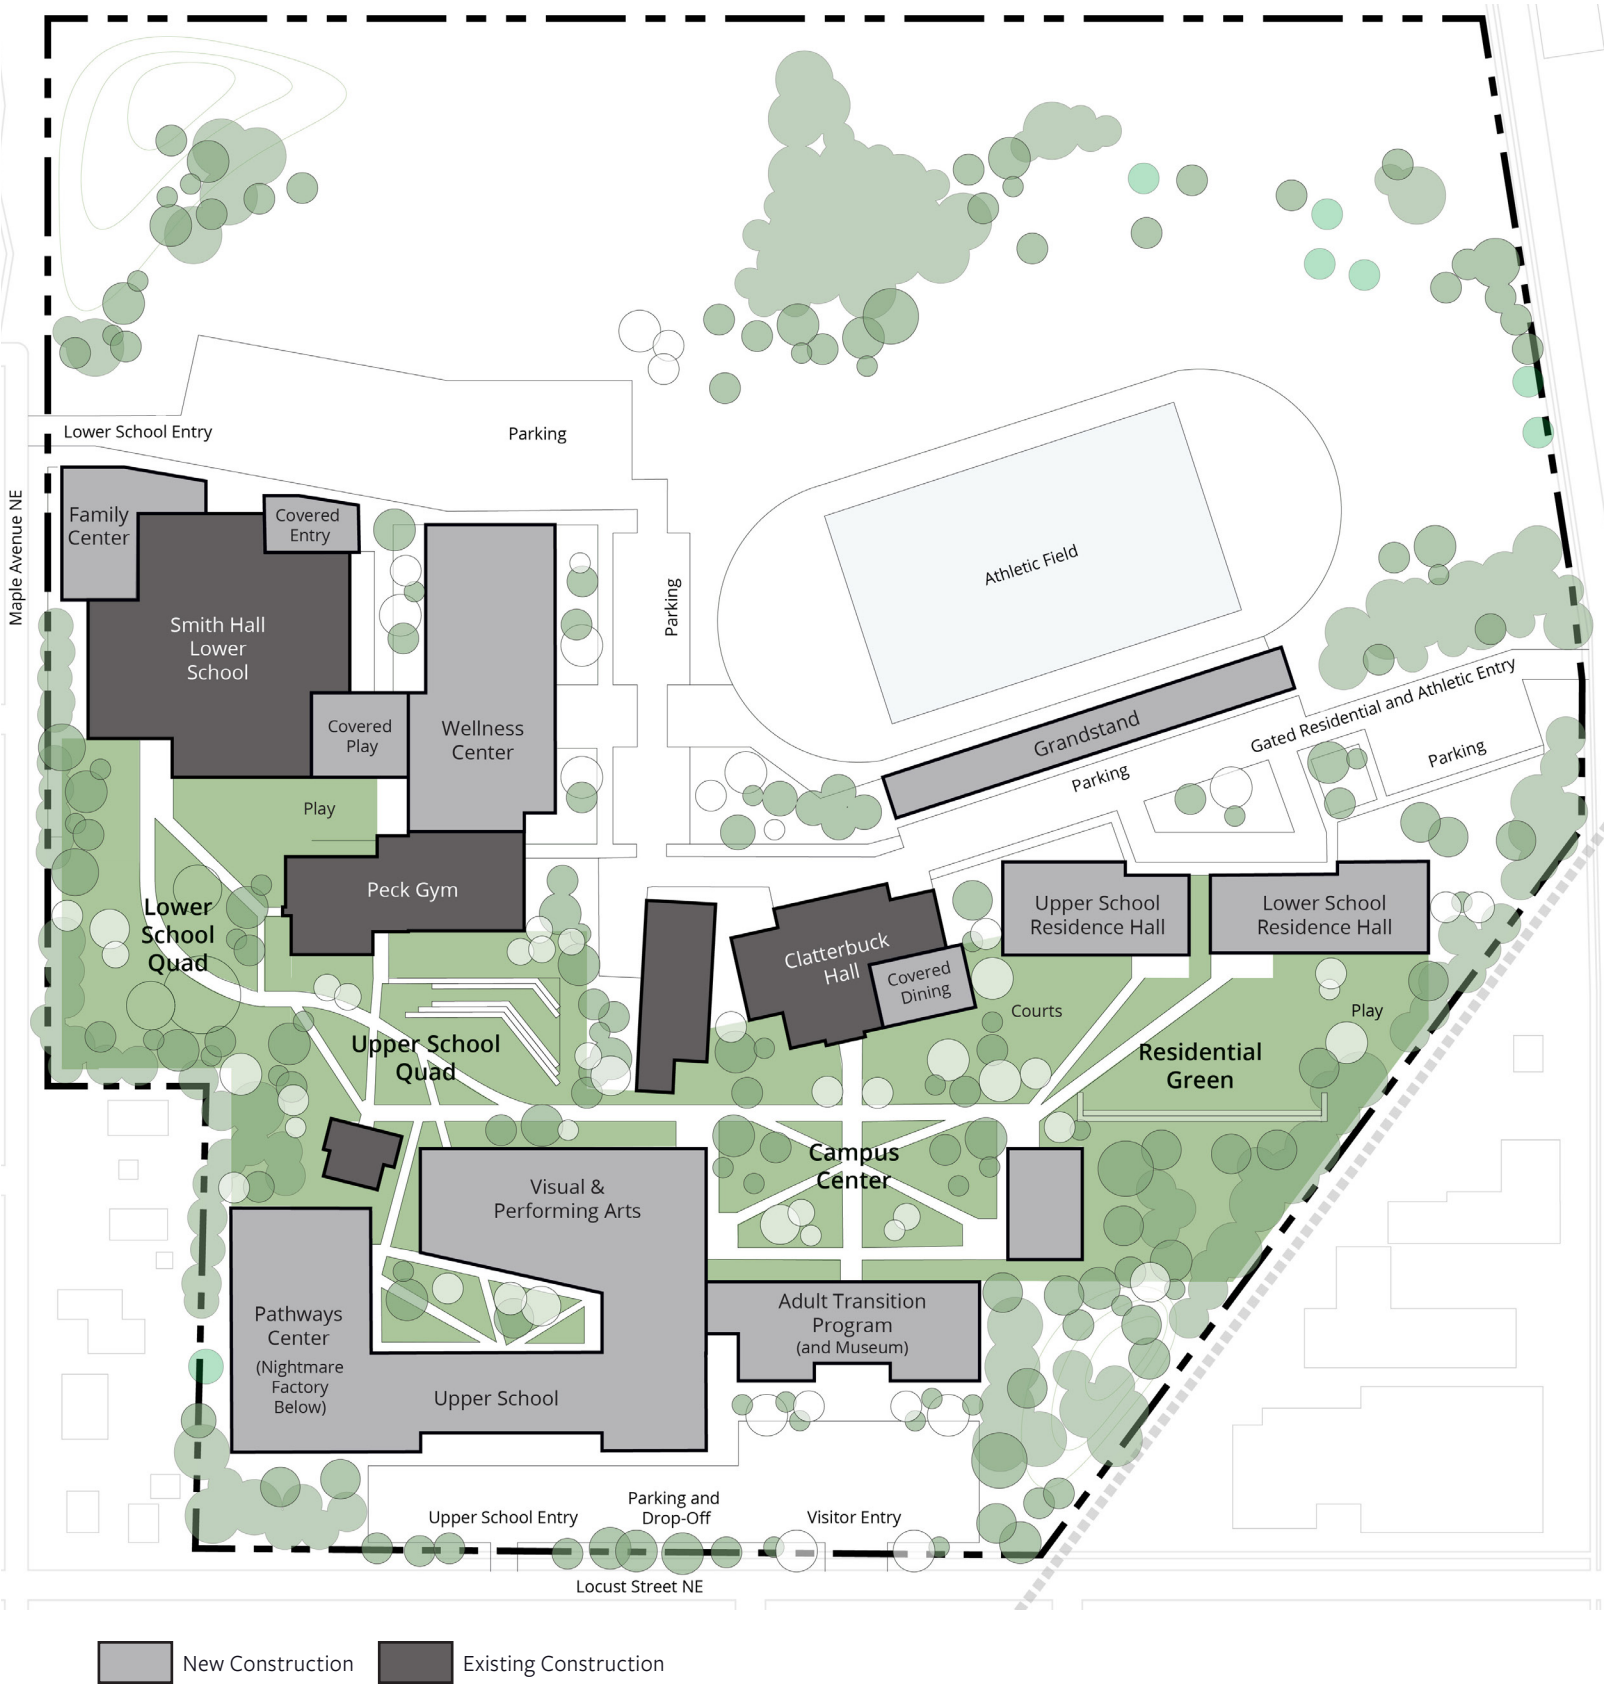 Lower School Entry
Parking
Maple Avenue NE
Family
Center
Covered
Entry
Smith Hall
Lower
School
Covered
Play
Wellness
Center
Parking
Athletic Field
Grandstand
Gated Residential and Athletic Entry
Parking
Parking
Play
Peck Gym
Lower
School
Quad
Upper School
Quad
Clatterbuck
Hall
Covered
Dining
Upper School
Residence Hall
Lower School
Residence Hall
Courts
Play
Residential
Green
Campus
Center
Visual &
Performing Arts
Pathways
Center
(Nightmare
Factory
Below)
Upper School
Adult Transition
Program
(and Museum)
Upper School Entry
Parking and
Drop-Off
Visitor Entry
Locust Street NE
New Construction
Existing Construction